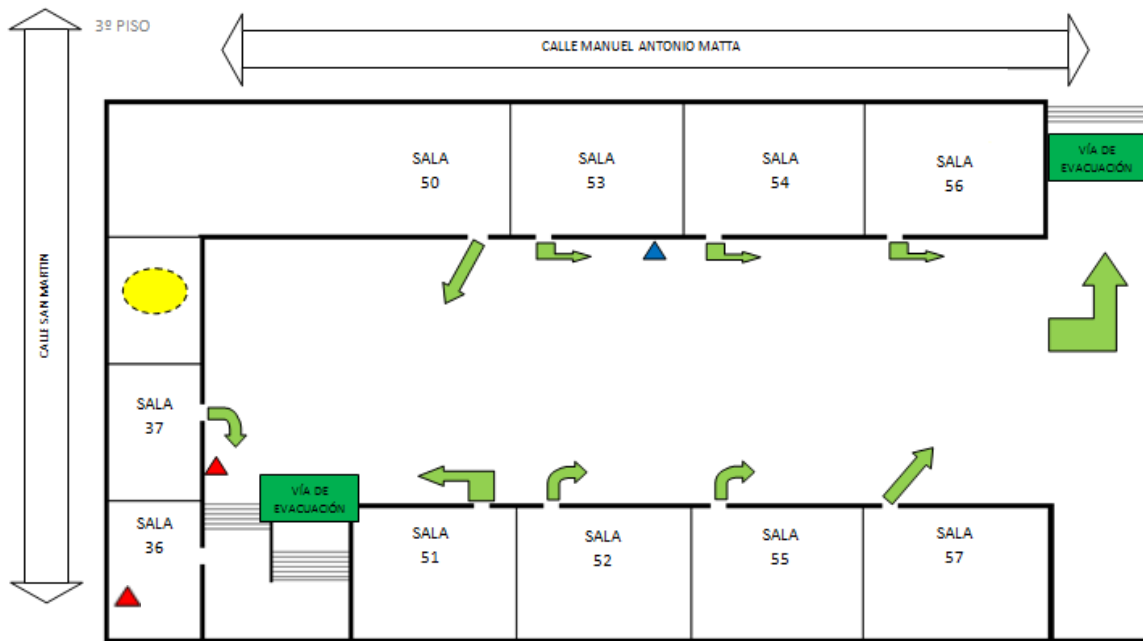 3º PISO
CALLE MANUEL ANTONIO MATTA
CALLE SAN MARTIN
SALA
50
SALA
53
SALA
54
SALA
56
VÍA DE
EVACUACIÓN
SALA
37
VÍA DE
EVACUACIÓN
SALA
36
SALA
51
SALA
52
SALA
55
SALA
57